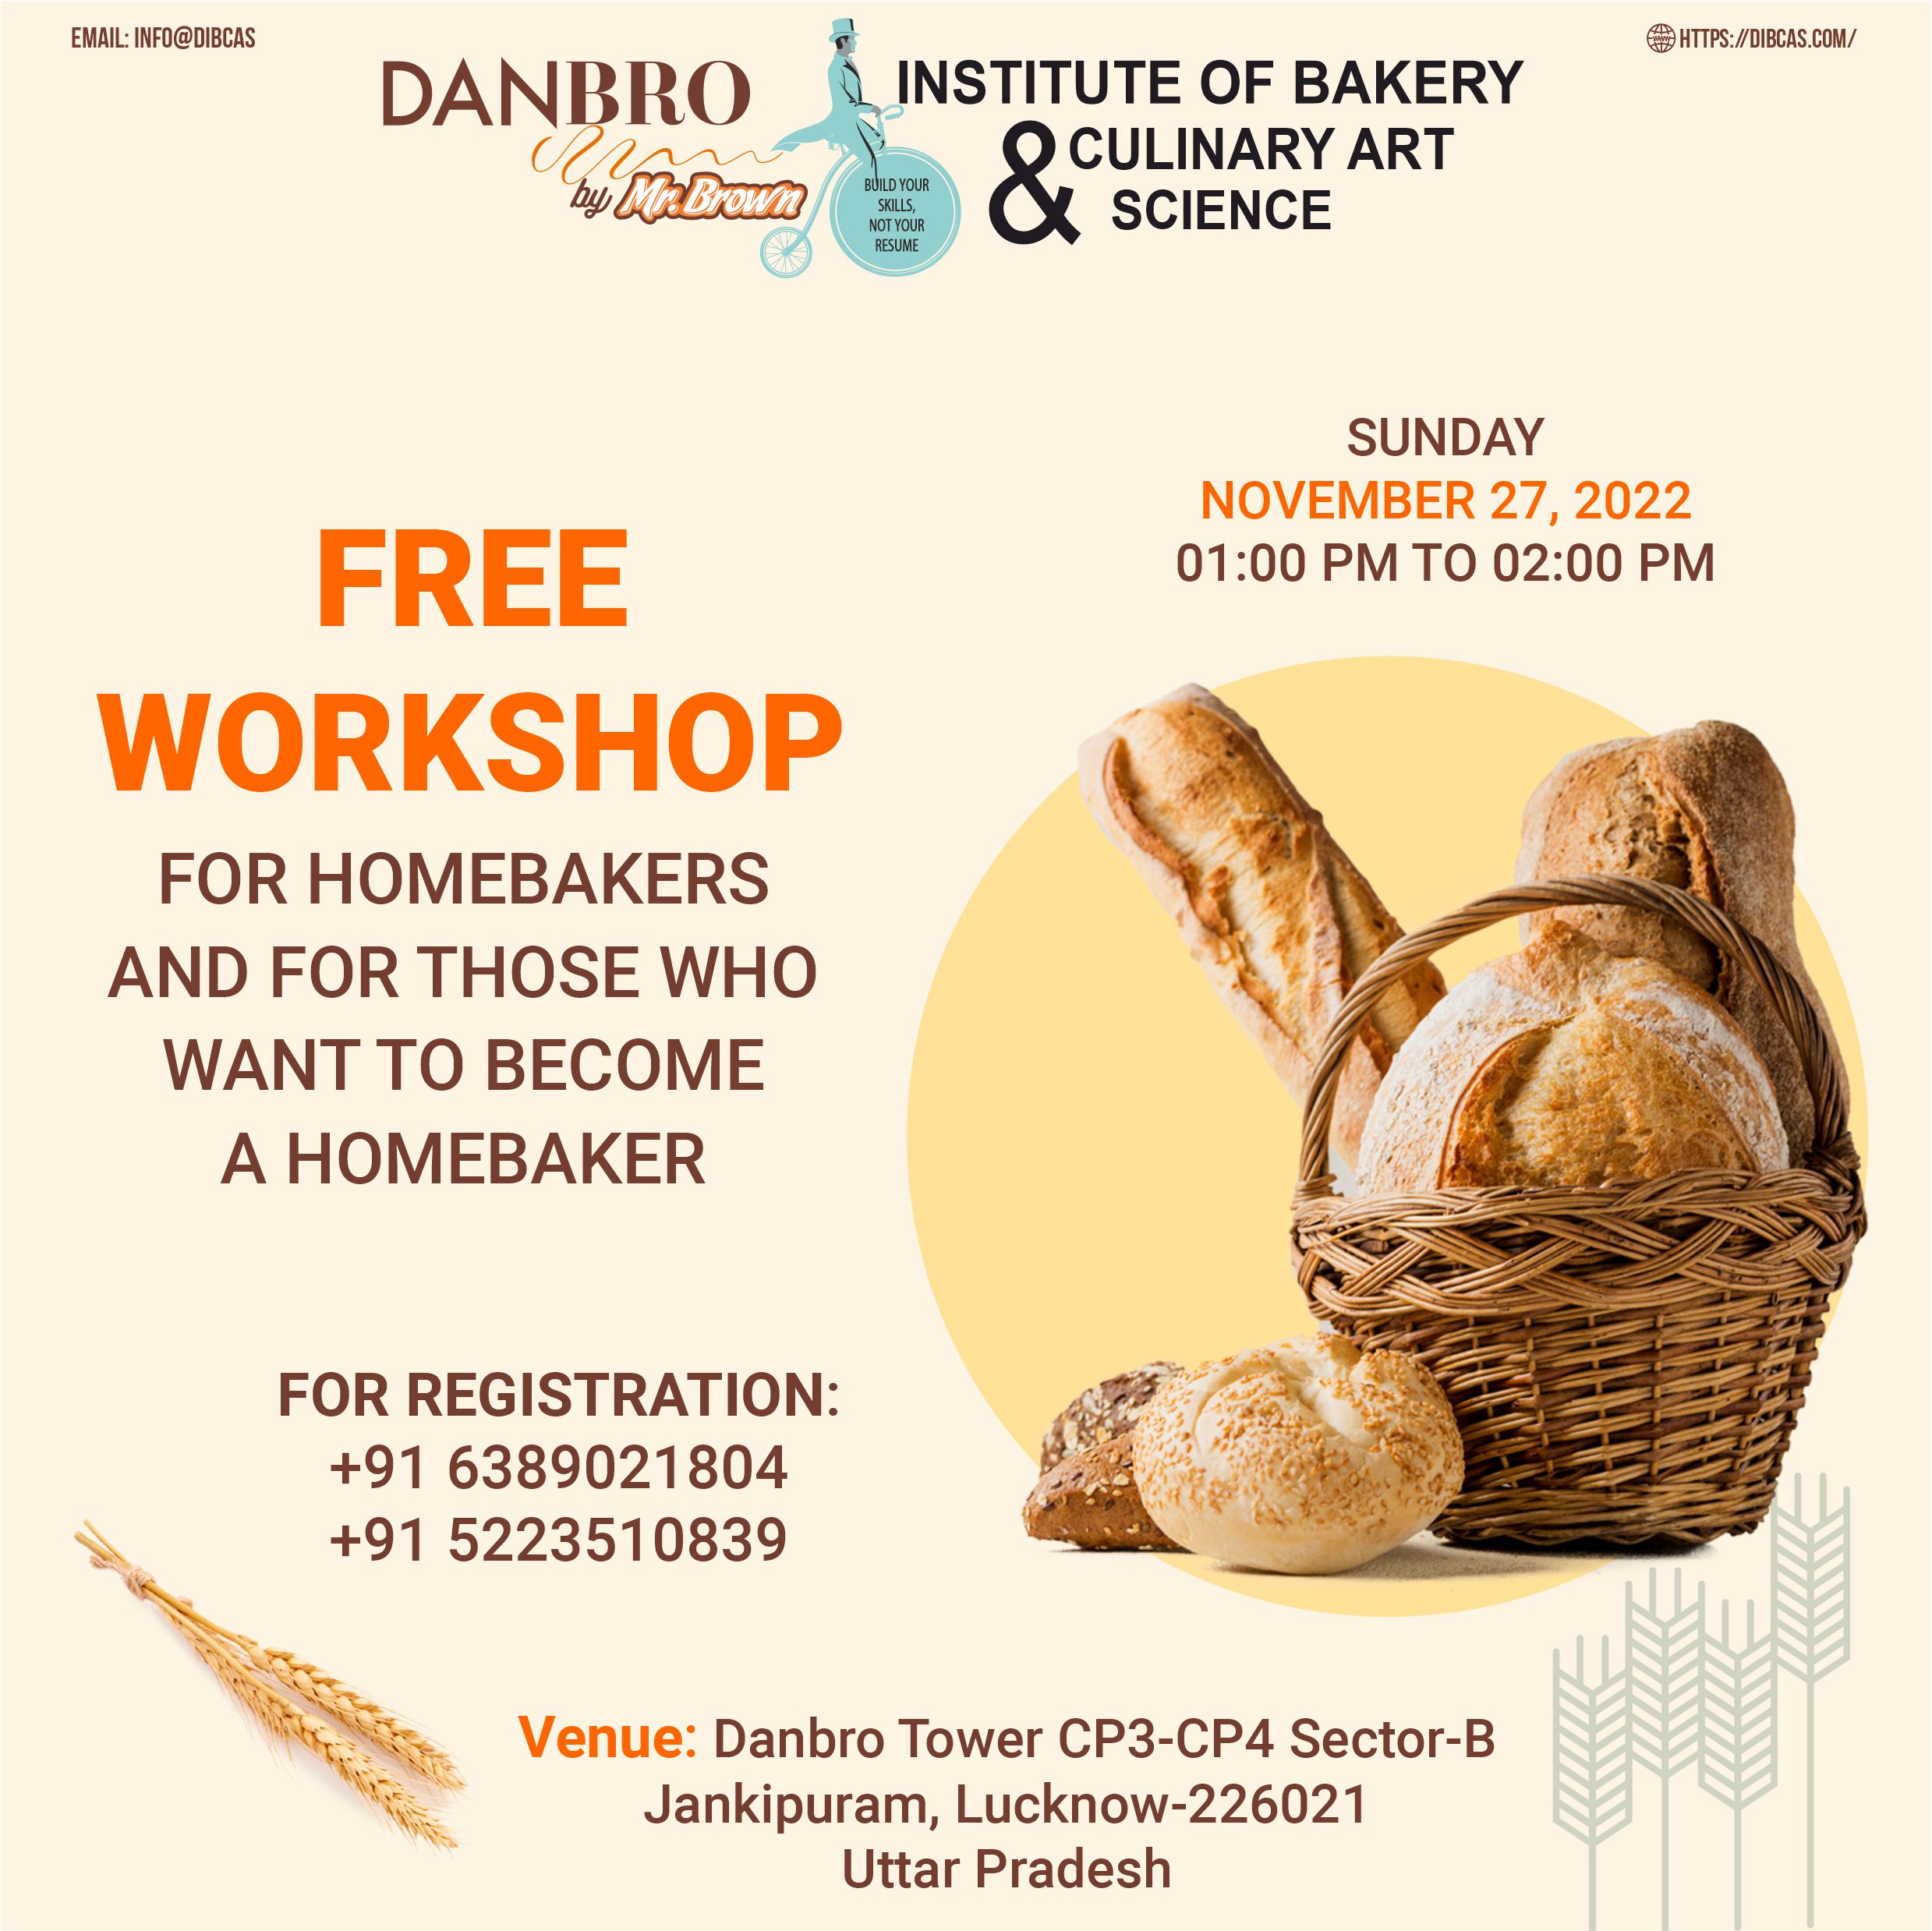 EMAIL: INFO@DIBCAS
HTTPS://DIBCAS.COM/
DANBRO
by Mr. Brown
BUILD YOUR
SKILLS,
NOT YOUR
RESUME
INSTITUTE OF BAKERY
& CULINARY ART
SCIENCE
SUNDAY
NOVEMBER 27, 2022
01:00 PM TO 02:00 PM
FREE
WORKSHOP
FOR HOMEBAKERS
AND FOR THOSE WHO
WANT TO BECOME
A HOMEBAKER
FOR REGISTRATION:
+91 6389021804
+91 5223510839
Venue: Danbro Tower CP3-CP4 Sector-B
Jankipuram, Lucknow-226021
Uttar Pradesh